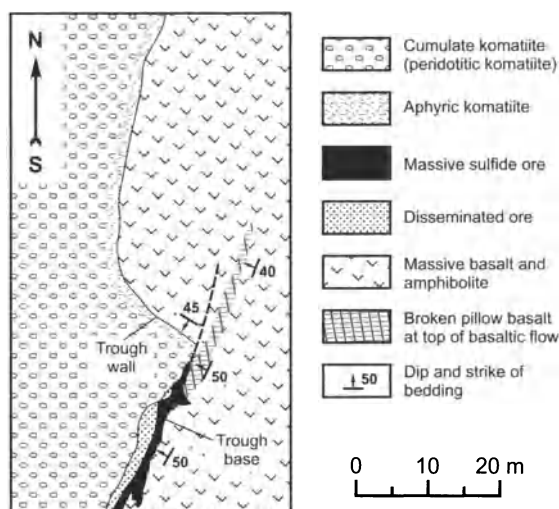 N
S
40
45
Trough
wall
50
Trough
base
50
Cumulate komatiite
(peridotitic komatiite)
Aphyric komatiite
Massive sulfide ore
Disseminated ore
Massive basalt and
amphibolite
Broken pillow basalt
at top of basaltic flow
50
Dip and strike of
bedding
0 10 20 m